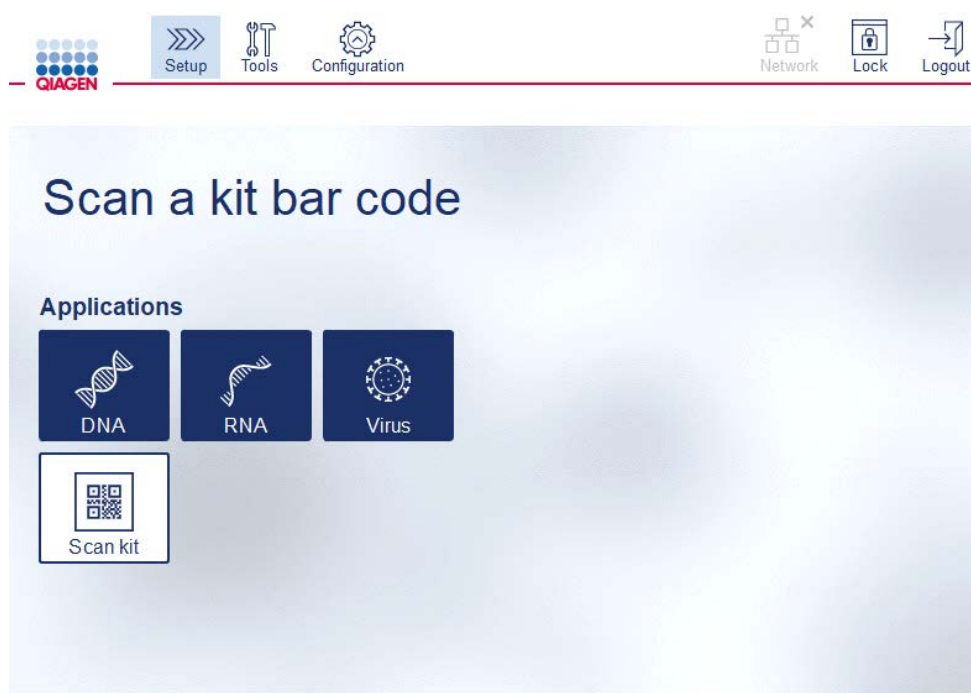 QIAGEN
Setup
Tools
Configuration
Network
Lock
Logout
Scan a kit bar code
Applications
DNA
RNA
Virus
Scan kit